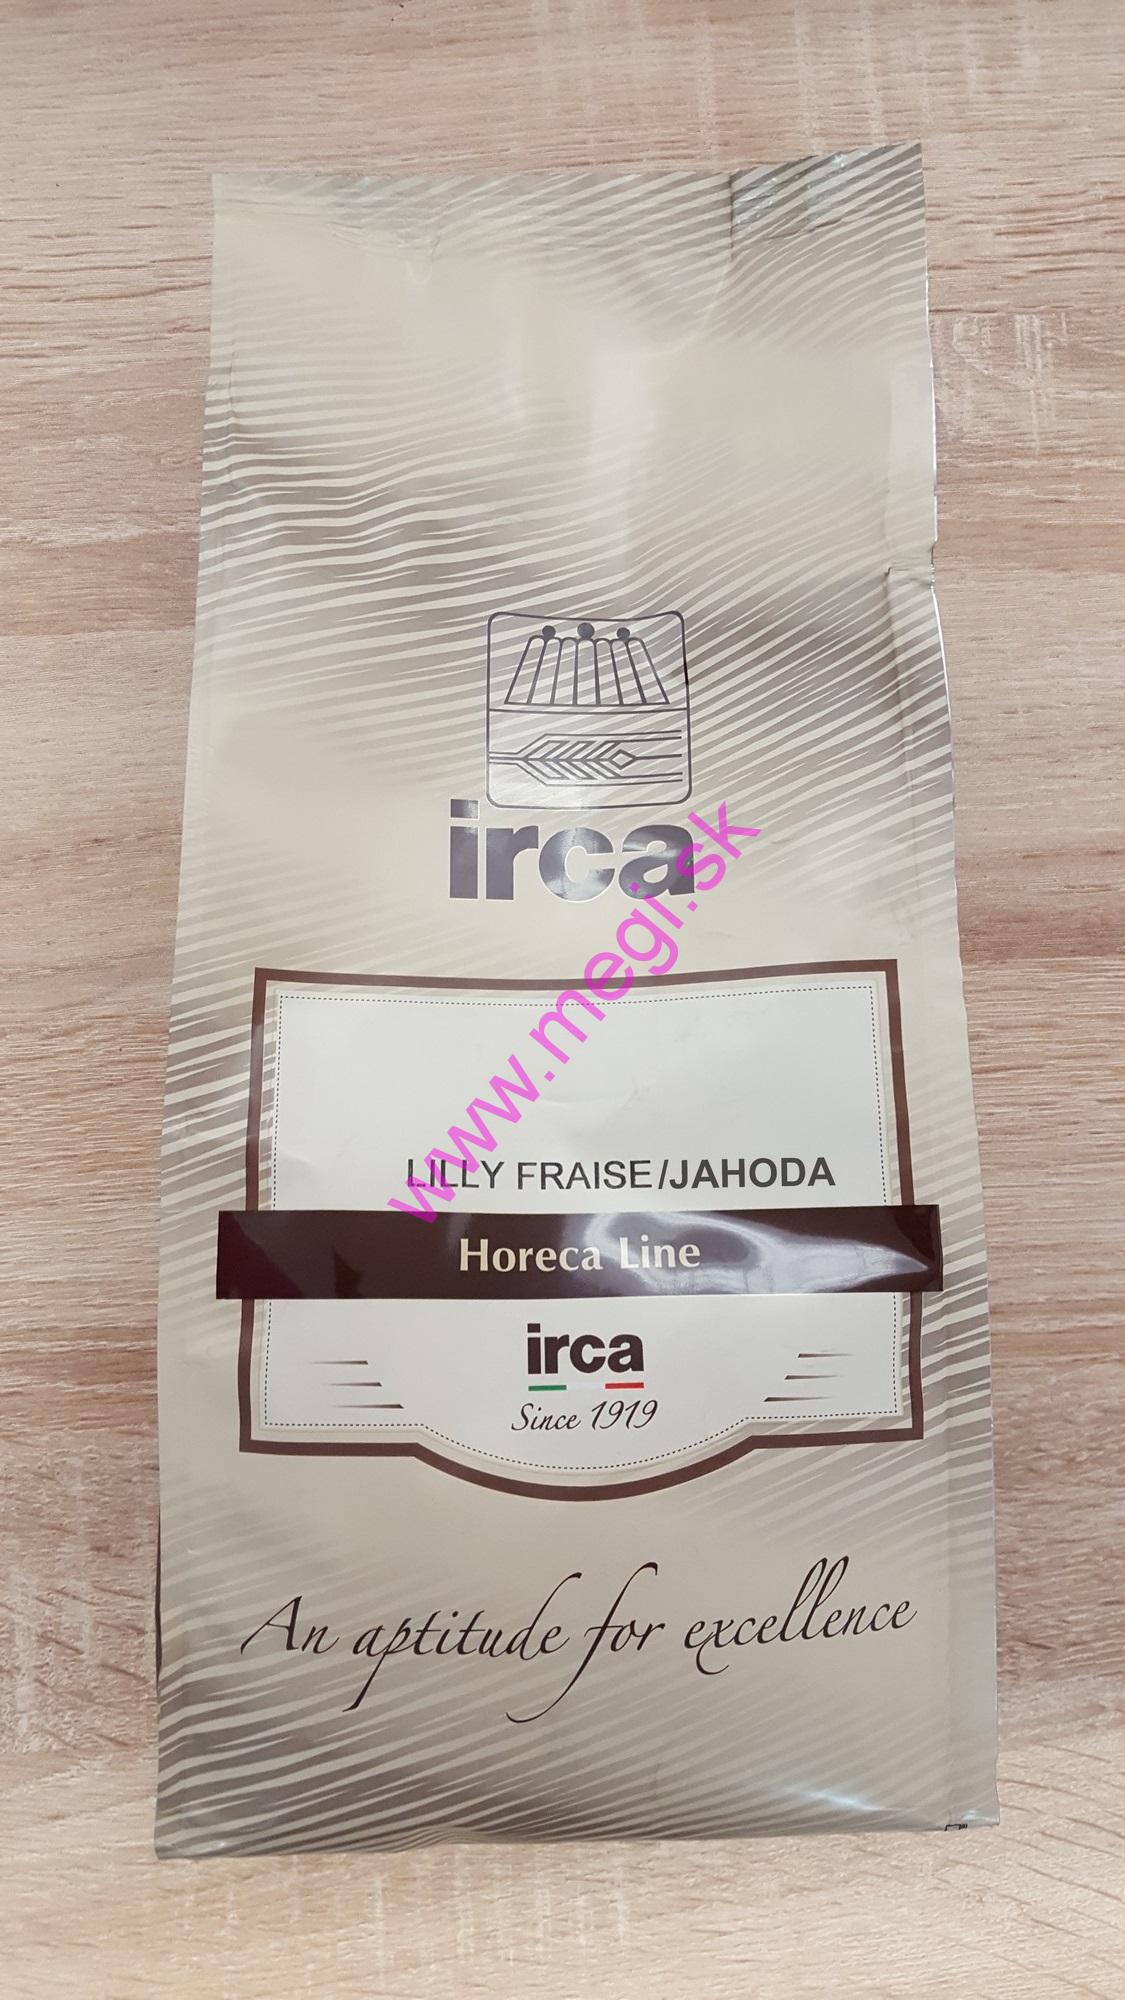 irca
www.megi.sk
LILLY FRAISE/JAHODA
Horeca Line
irca
Since 1919
An aptitude for excellence